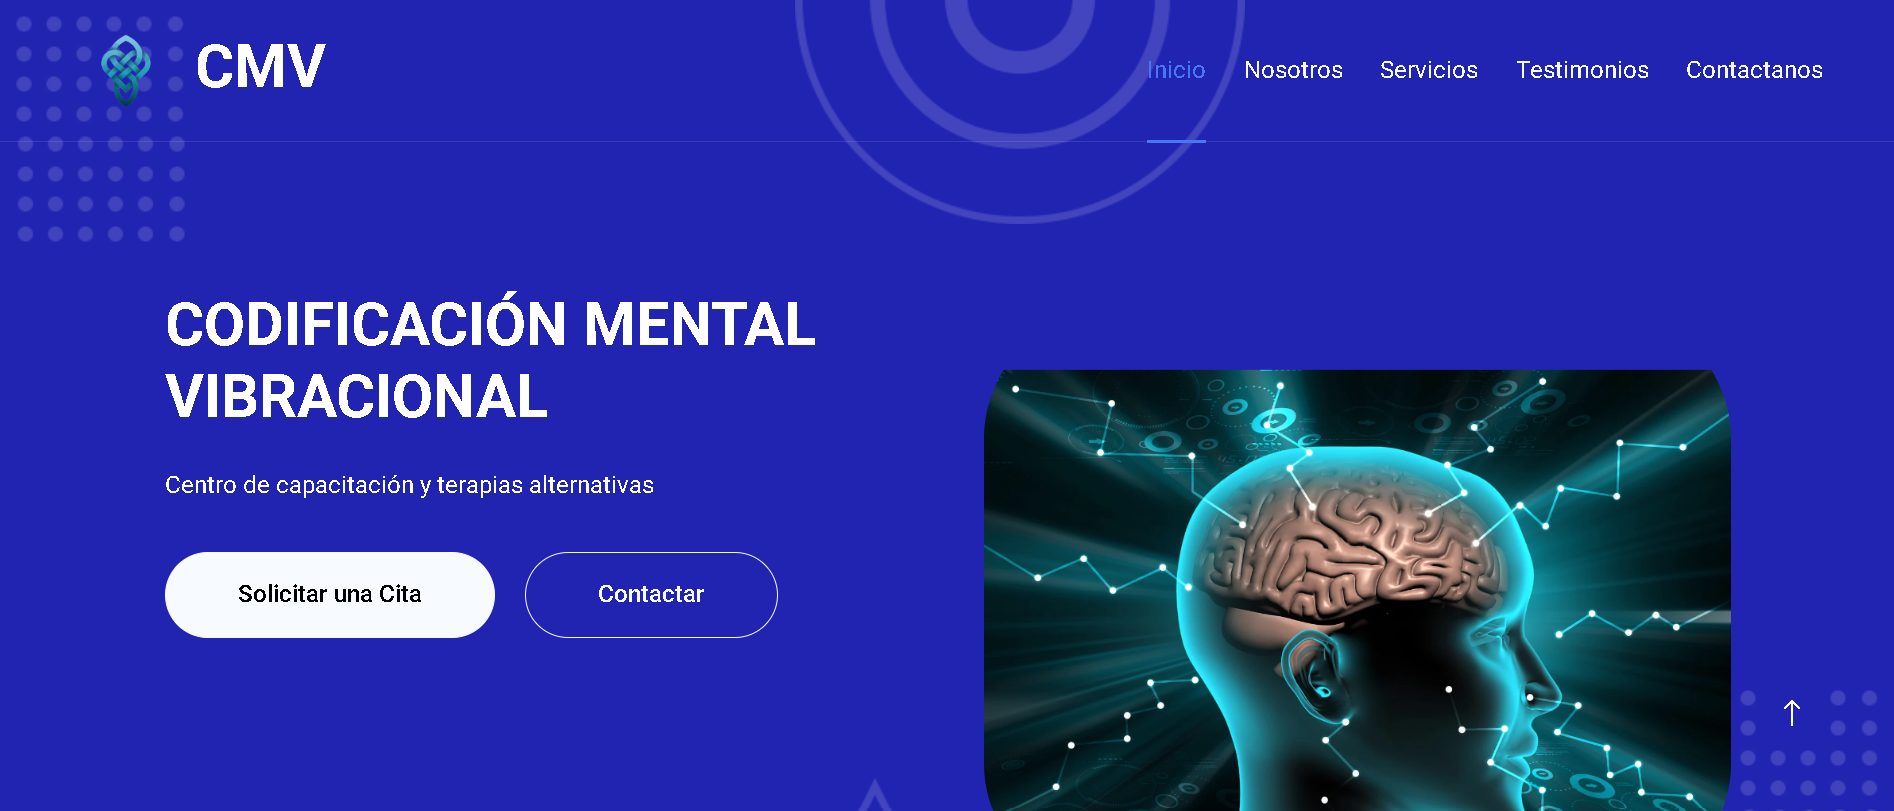 CMV
Inicio Nosotros Servicios Testimonios Contactanos
CODIFICACIÓN MENTAL
VIBRACIONAL
Centro de capacitación y terapias alternativas
Solicitar una Cita Contactar